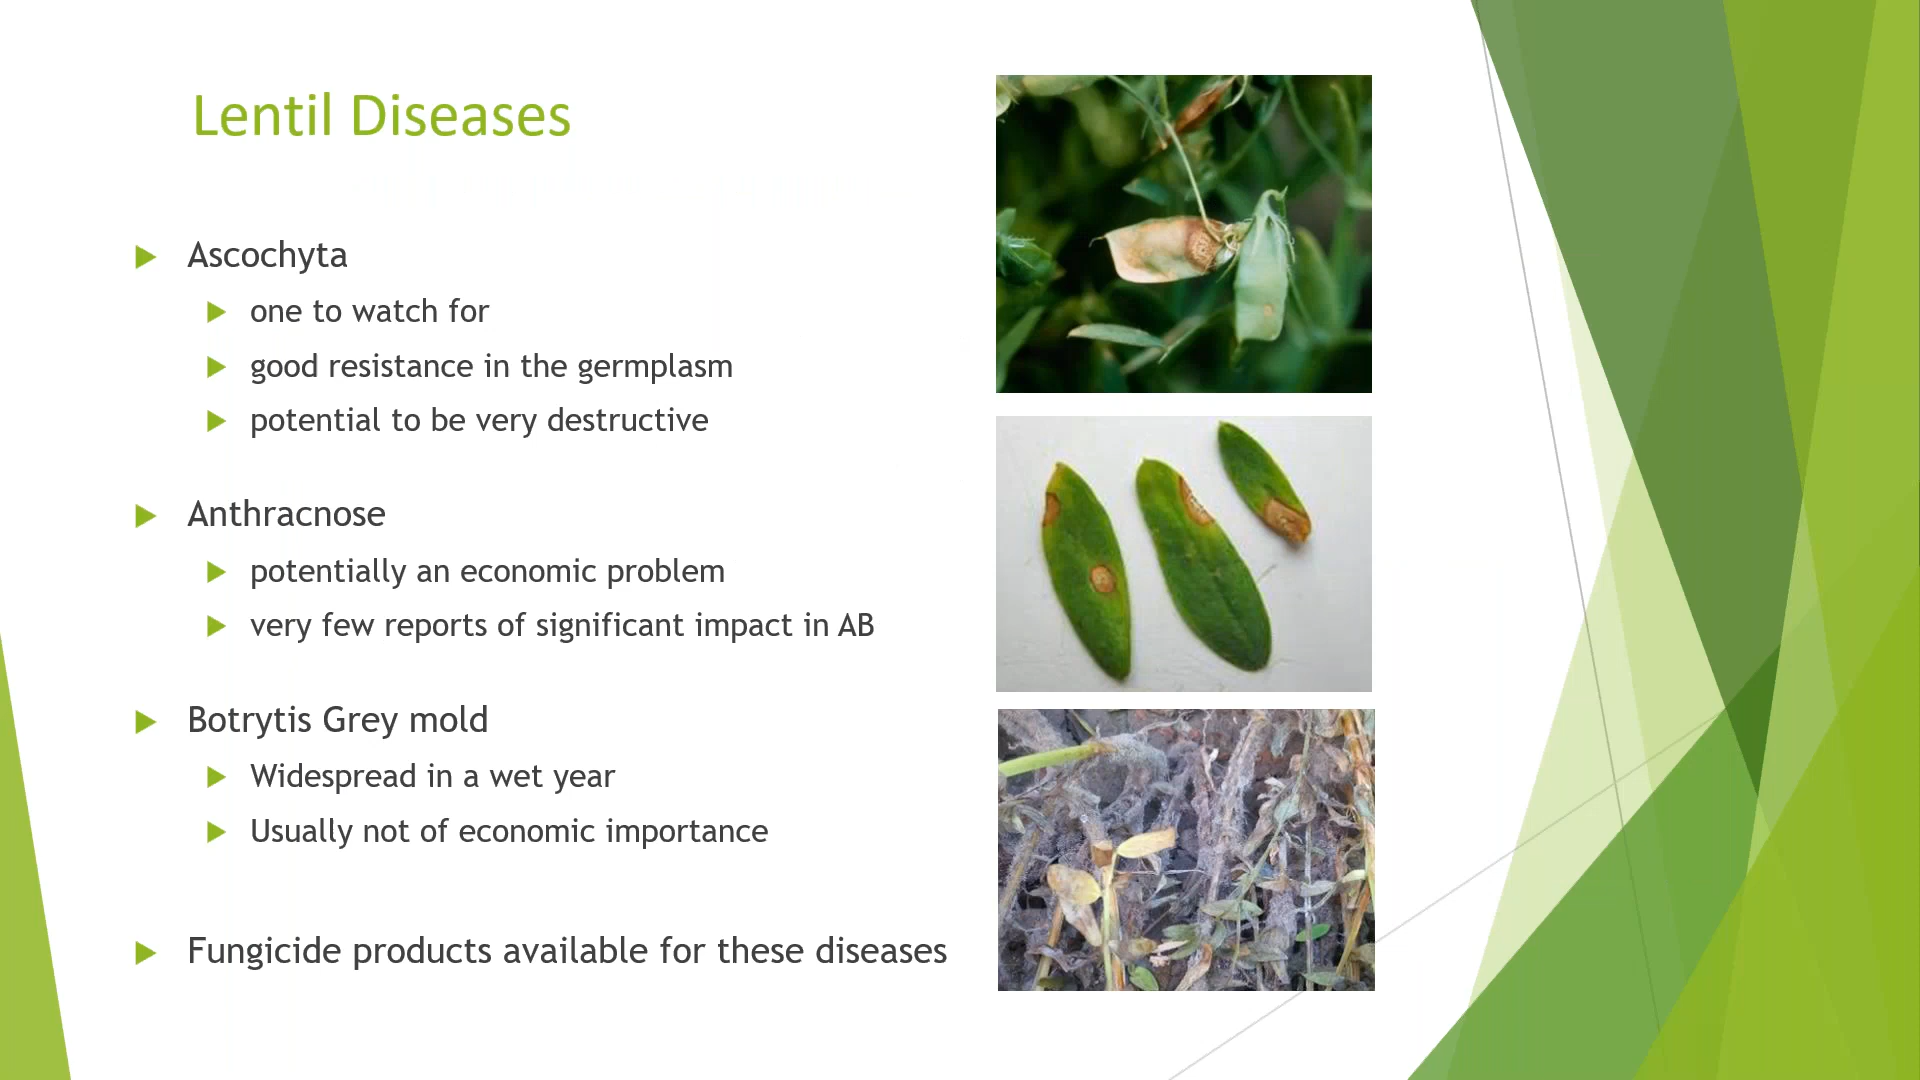 Lentil Diseases
Ascochyta
one to watch for
good resistance in the germplasm
potential to be very destructive
Anthracnose
potentially an economic problem
very few reports of significant impact in AB
Botrytis Grey mold
Widespread in a wet year
Usually not of economic importance
Fungicide products available for these diseases